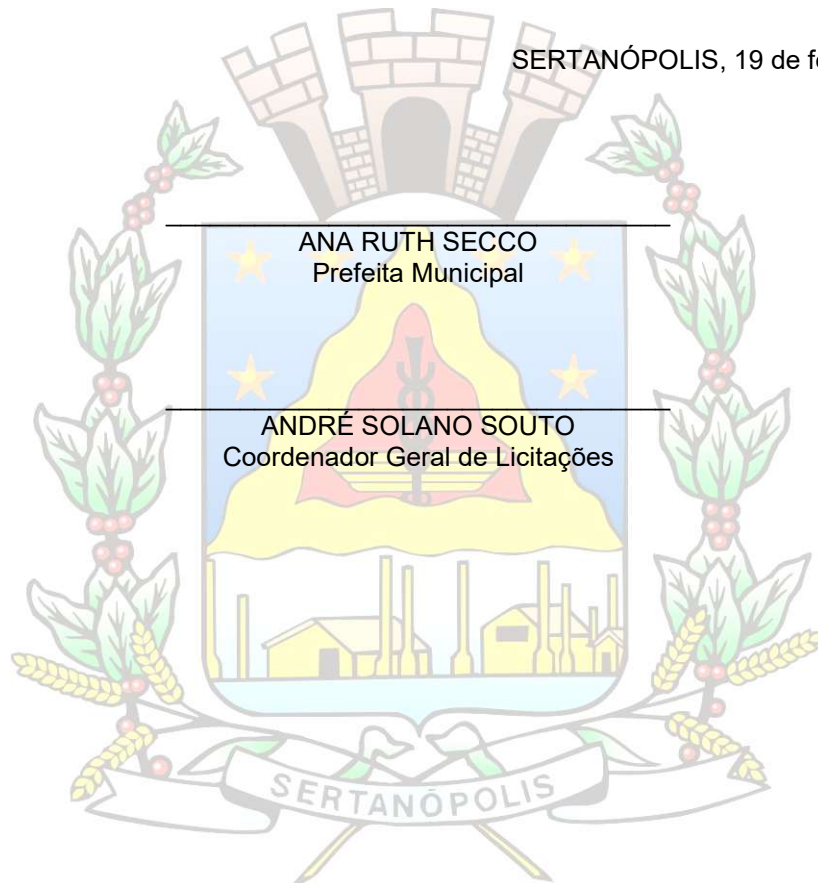 SERTANÓPOLIS, 19 de
ANA RUTH SECCO
Prefeita Municipal
ANDRÉ SOLANO SOUTO
Coordenador Geral de Licitações
SERTANÓPOLIS